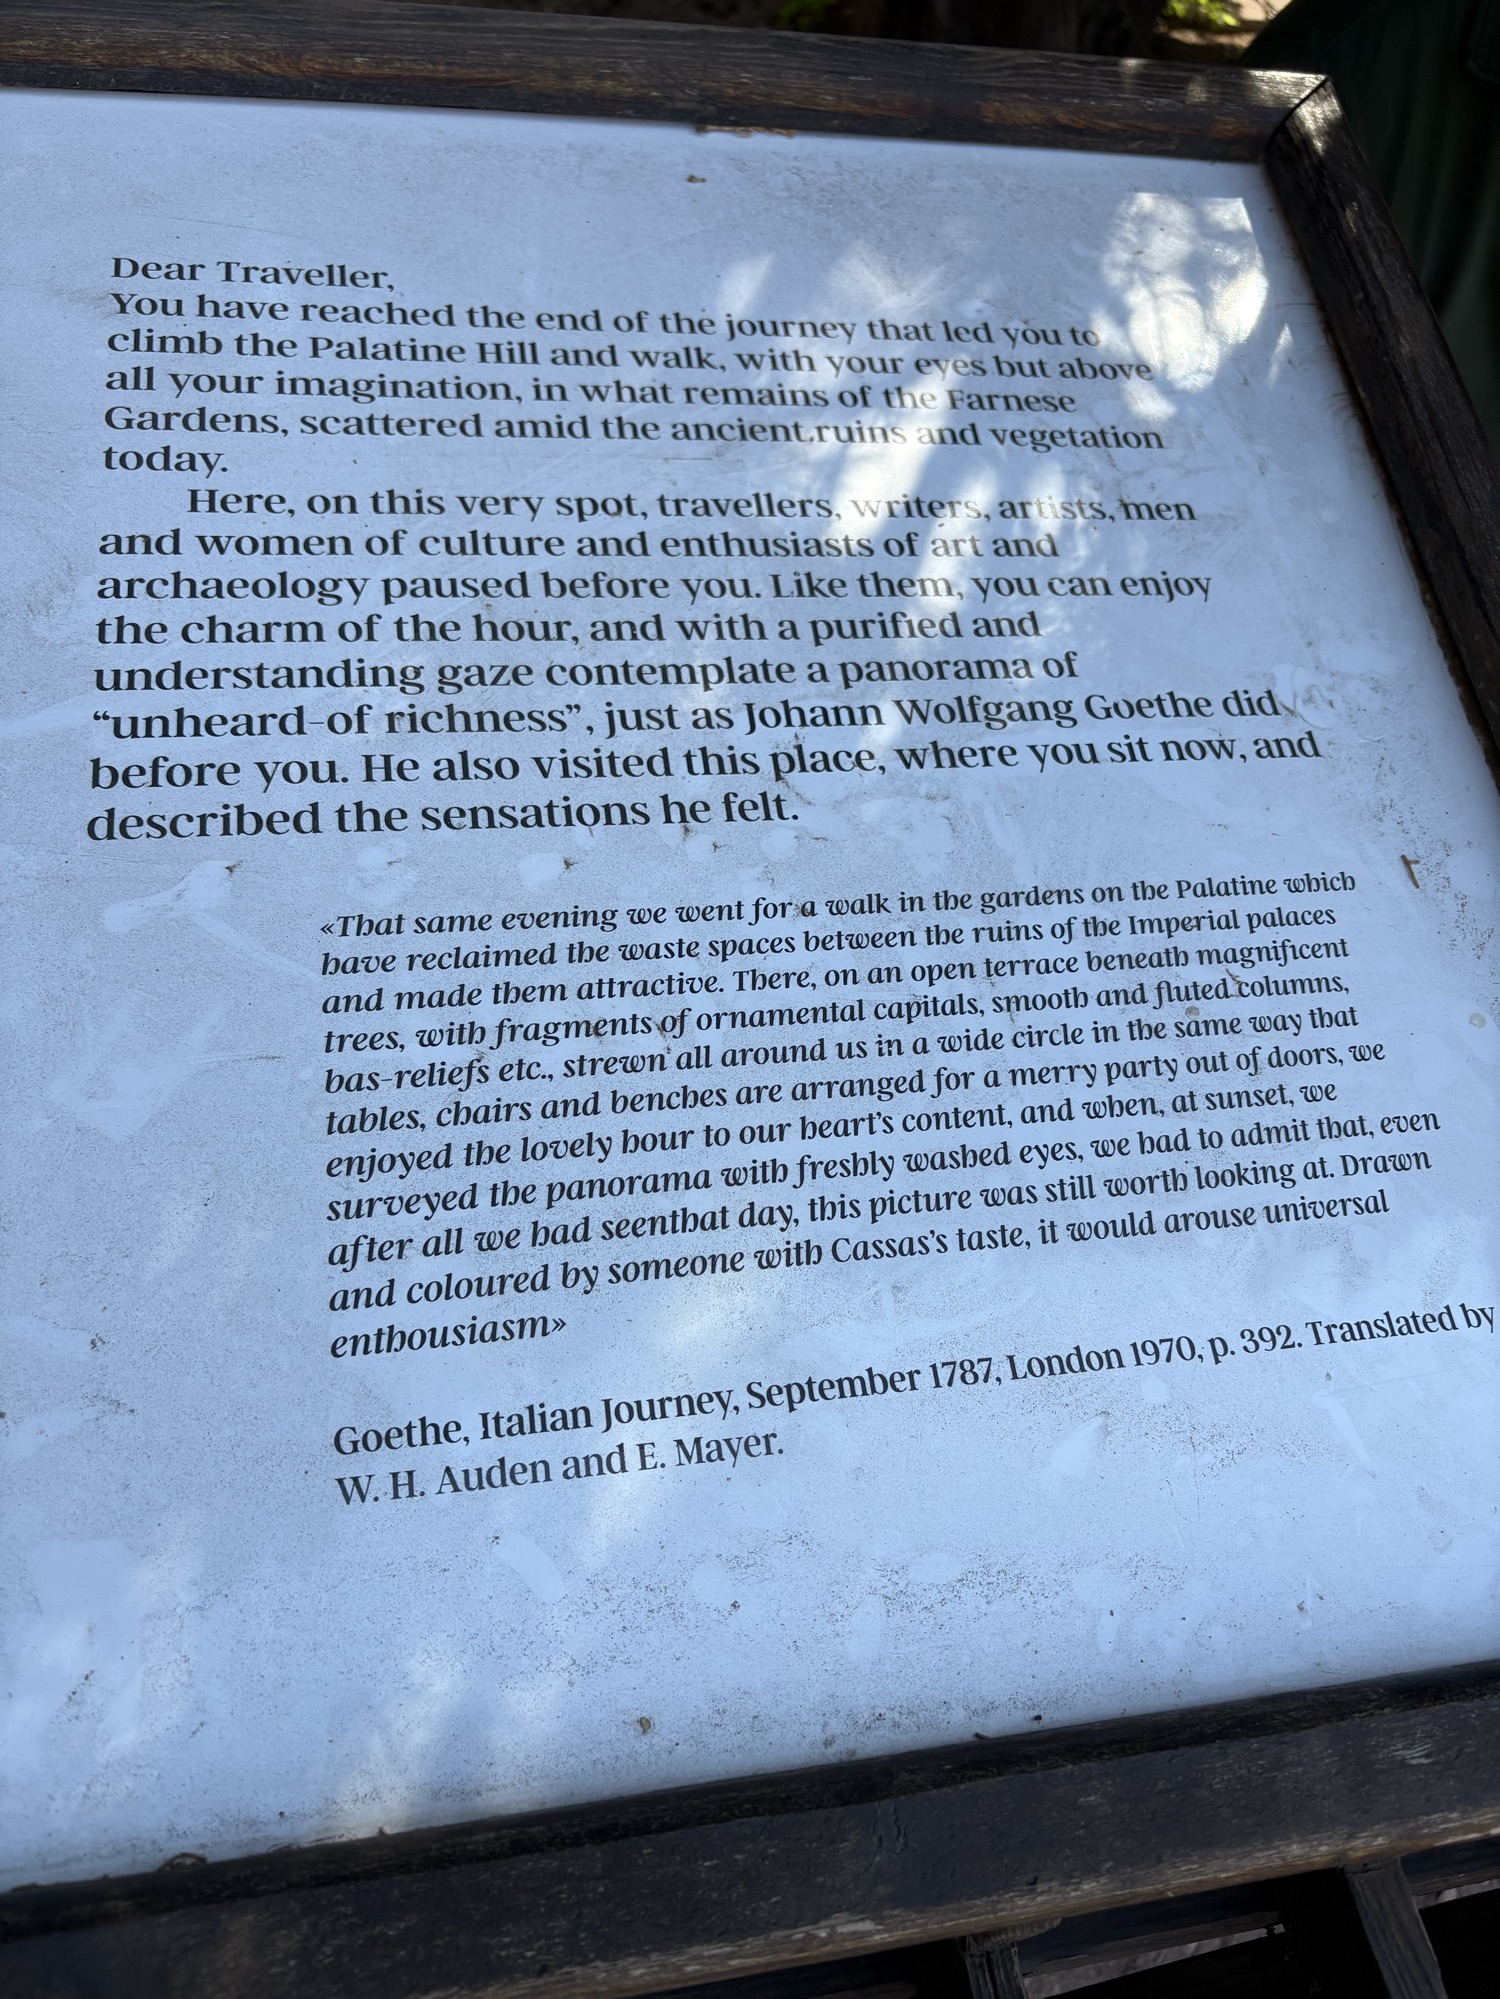 Dear Traveller,
You have reached the end of the journey that led you to
climb the Palatine Hill and walk, with your eyes but above
all your imagination, in what remains of the Farnese
Gardens, scattered amid the ancient ruins and vegetation
today.
Here, on this very spot, travellers, writers, artists, men
and women of culture and enthusiasts of art and
archaeology paused before you. Like them, you can enjoy
the charm of the hour, and with a purified and
understanding gaze contemplate a panorama of
“unheard-of richness”, just as Johann Wolfgang Goethe did
before you. He also visited this place, where you sit now, and
described the sensations he felt.
«That same evening we went for a walk in the gardens on the Palatine which
have reclaimed the waste spaces between the ruins of the Imperial palaces
and made them attractive. There, on an open terrace beneath magnificent
trees, with fragments of ornamental capitals, smooth and fluted columns,
bas-reliefs etc., strewn all around us in a wide circle in the same way that
tables, chairs and benches are arranged for a merry party out of doors, we
enjoyed the lovely hour to our heart’s content, and when, at sunset, we
surveyed the panorama with freshly washed eyes, we had to admit that, even
after all we had seenthat day, this picture was still worth looking at. Drawn
and coloured by someone with Cassas’s taste, it would arouse universal
enthousiasm»
Goethe, Italian Journey, September 1787, London 1970, p. 392. Translated by
W. H. Auden and E. Mayer.